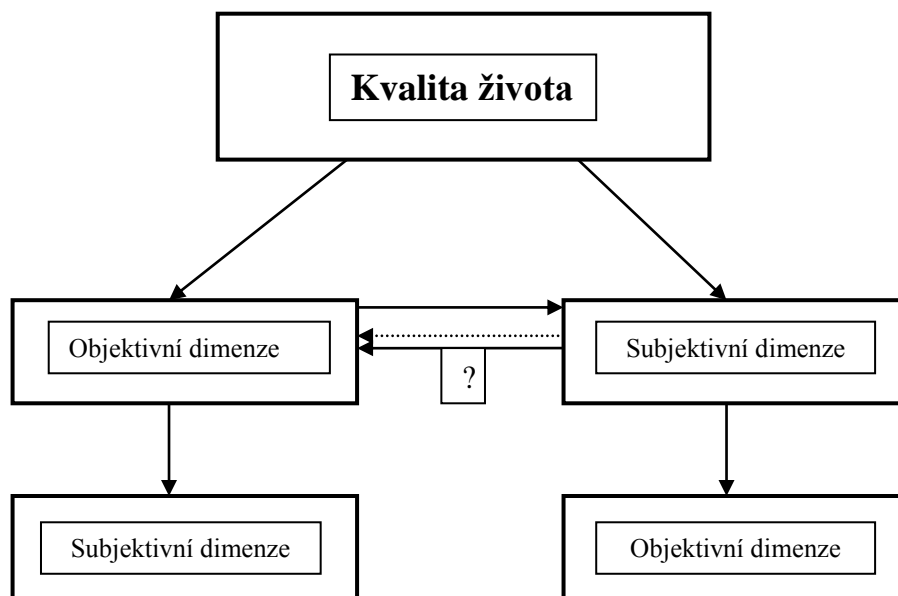 Kvalita života
Objektivní dimenze
Subjektivní dimenze
?
Subjektivní dimenze
Objektivní dimenze